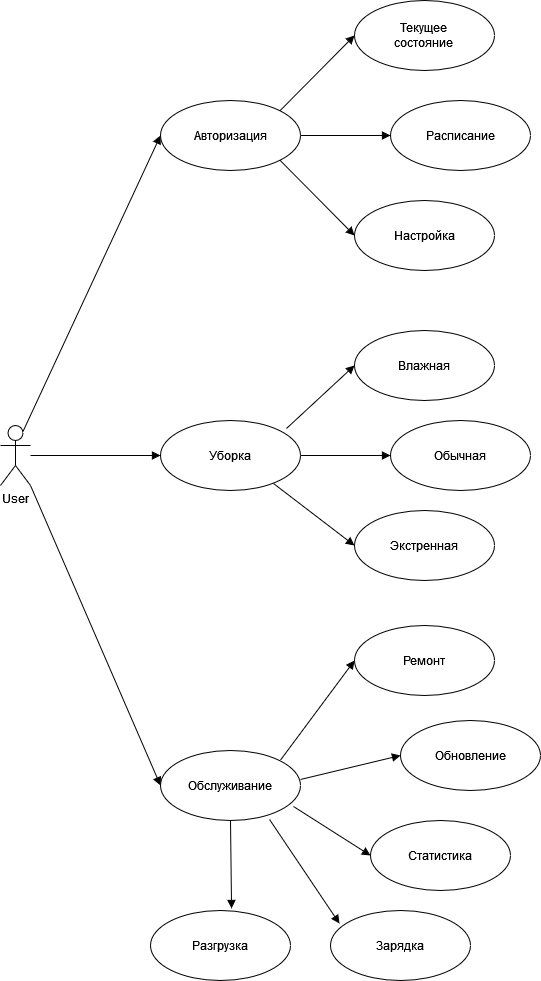 Текущее
состояние
Авторизация
Расписание
Настройка
Влажная
User
Уборка
Обычная
Экстренная
Ремонт
Обслуживание
Обновление
Статистика
Разгрузка
Зарядка